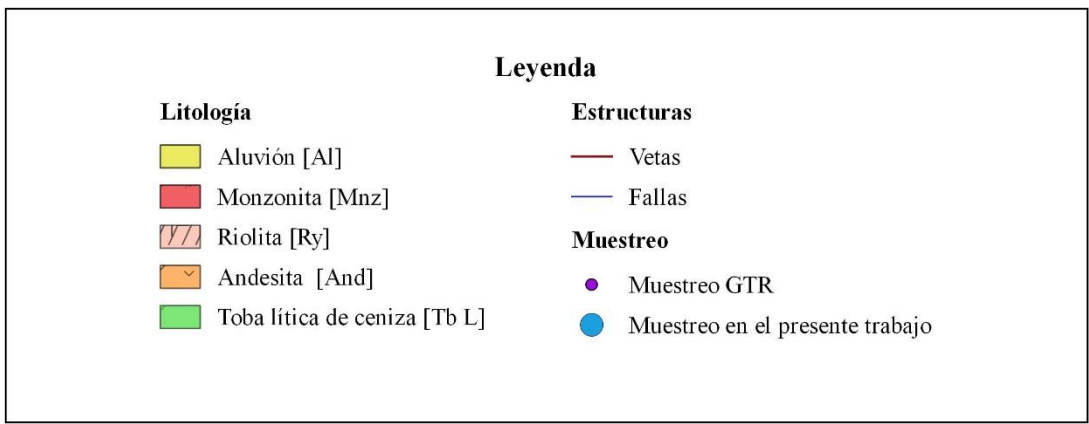 Leyenda
Litología
Aluvión [Al]
Monzonita [Mnz]
Riolita [Ry]
Andesita [And]
Toba lítica de ceniza [Tb L]
Estructuras
Vetas
Fallas
Muestreo
Muestreo GTR
Muestreo en el presente trabajo